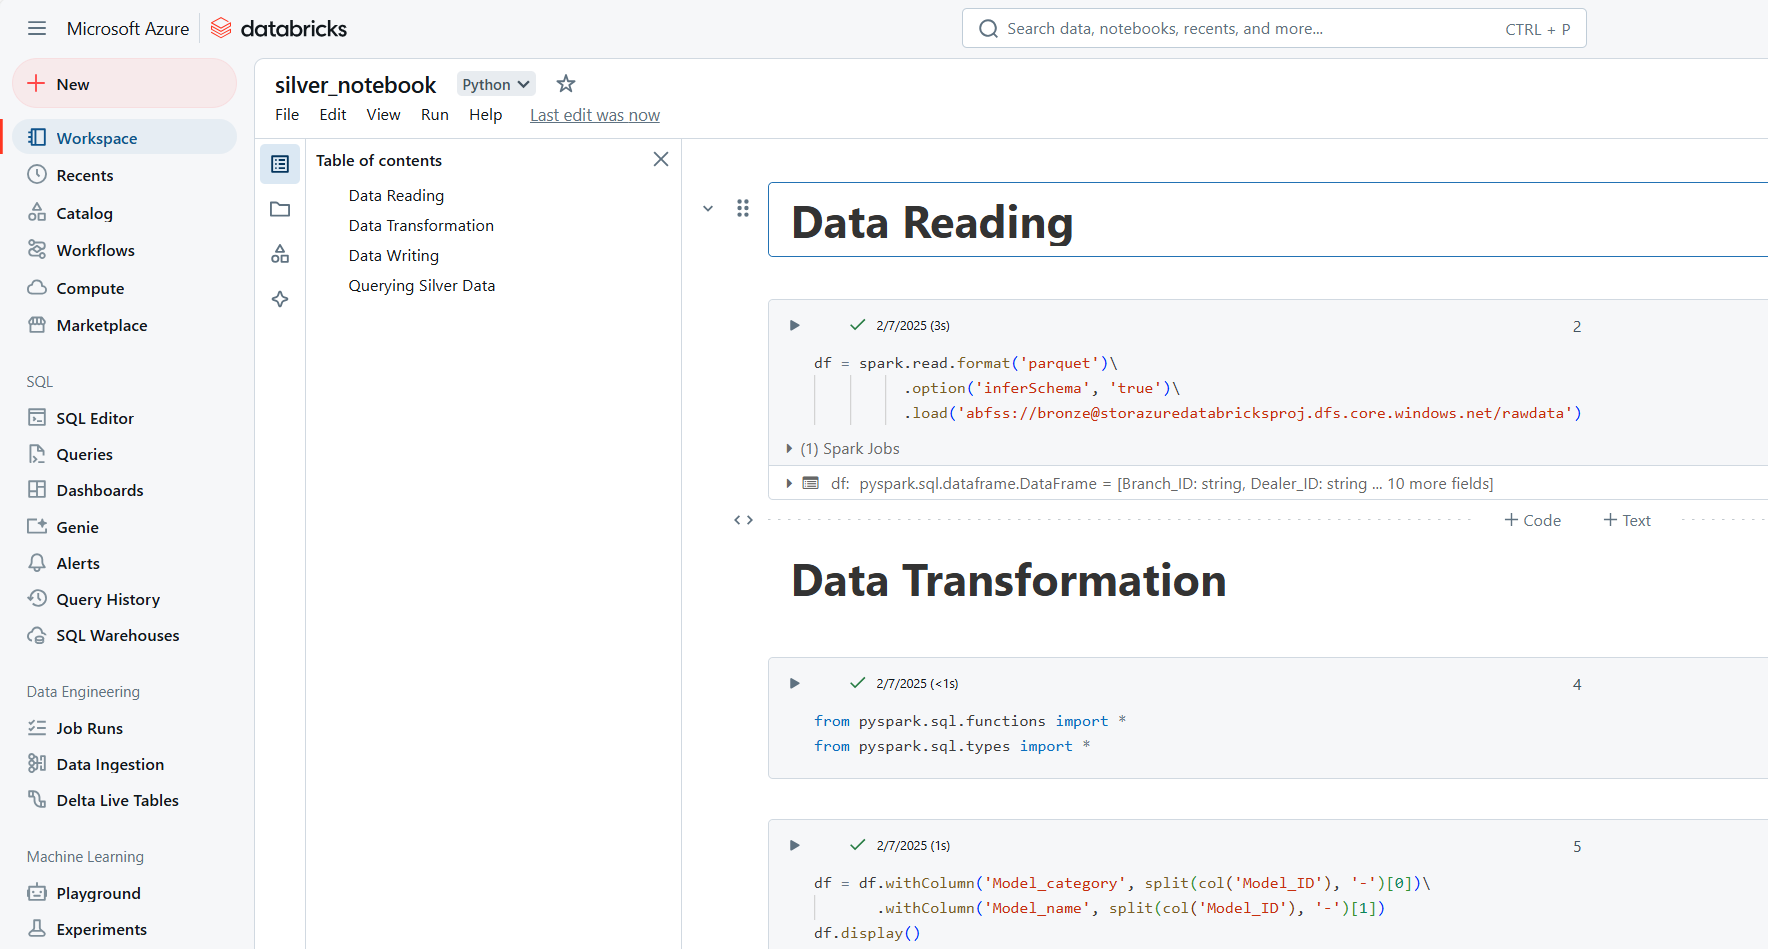 Microsoft Azure databricks
Search data, notebooks, recents, and more... CTRL + P
New
Workspace
Recents
Catalog
Workflows
Compute
Marketplace
SQL
SQL Editor
Queries
Dashboards
Genie
Alerts
Query History
SQL Warehouses
Data Engineering
Job Runs
Data Ingestion
Delta Live Tables
Machine Learning
Playground
Experiments
silver_notebook Python
File Edit View Run Help Last edit was now
Table of contents
Data Reading
Data Transformation
Data Writing
Querying Silver Data
Data Reading
2/7/2025 (3s) 2
df = spark.read.format('parquet')\
.option('inferSchema', 'true')\
.load('abfss://bronze@storazuredatabricksproj.dfs.core.windows.net/rawdata')
(1) Spark Jobs
df: pyspark.sql.dataframe.DataFrame = [Branch_ID: string, Dealer_ID: string ... 10 more fields]
+ Code + Text
Data Transformation
2/7/2025 (<1s) 4
from pyspark.sql.functions import *
from pyspark.sql.types import *
2/7/2025 (1s) 5
df = df.withColumn('Model_category', split(col('Model_ID'), '-')[0])\
.withColumn('Model_name', split(col('Model_ID'), '-')[1])
df.display()